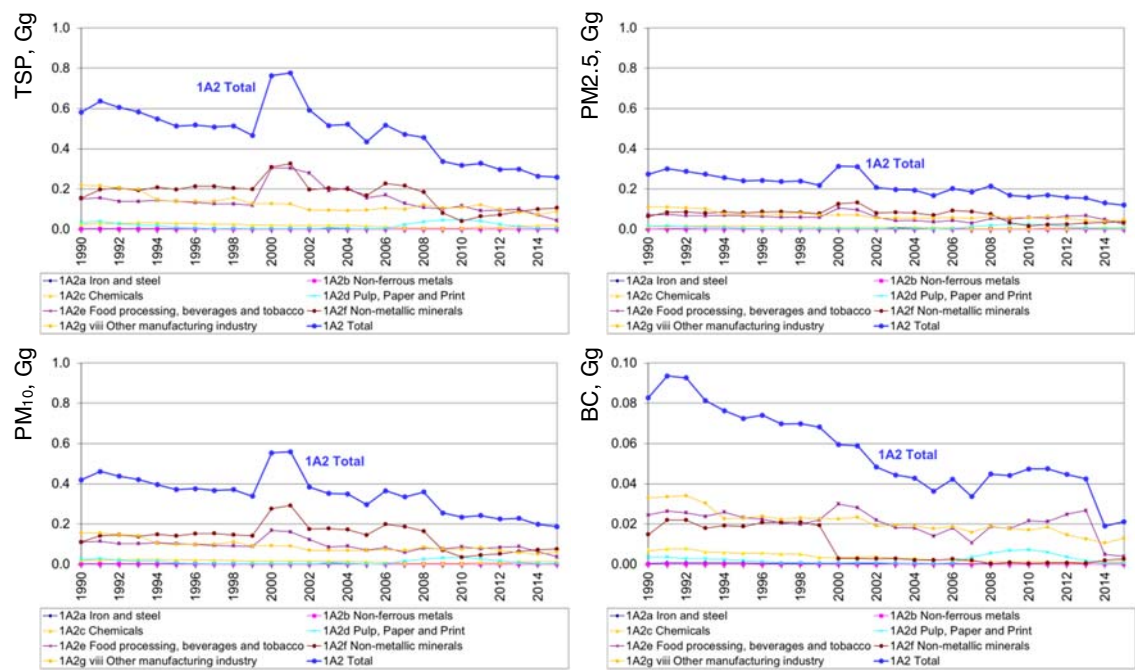 TSP, Gg
1.0
0.8
0.6
0.4
0.2
0.0
1A2 Total
1990
1992
1994
1996
1998
2000
2002
2004
2006
2008
2010
2012
2014
1A2a Iron and steel
1A2b Non-ferrous metals
1A2c Chemicals
1A2d Pulp, Paper and Print
1A2e Food processing, beverages and tobacco
1A2f Non-metallic minerals
1A2g viii Other manufacturing industry
1A2 Total
PM2.5, Gg
1.0
0.8
0.6
0.4
0.2
0.0
1A2 Total
1990
1992
1994
1996
1998
2000
2002
2004
2006
2008
2010
2012
2014
1A2a Iron and steel
1A2b Non-ferrous metals
1A2c Chemicals
1A2d Pulp, Paper and Print
1A2e Food processing, beverages and tobacco
1A2f Non-metallic minerals
1A2g viii Other manufacturing industry
1A2 Total
PM₁₀, Gg
1.0
0.8
0.6
0.4
0.2
0.0
1A2 Total
1990
1992
1994
1996
1998
2000
2002
2004
2006
2008
2010
2012
2014
1A2a Iron and steel
1A2b Non-ferrous metals
1A2c Chemicals
1A2d Pulp, Paper and Print
1A2e Food processing, beverages and tobacco
1A2f Non-metallic minerals
1A2g viii Other manufacturing industry
1A2 Total
BC, Gg
0.10
0.08
0.06
0.04
0.02
0.00
1A2 Total
1990
1992
1994
1996
1998
2000
2002
2004
2006
2008
2010
2012
2014
1A2a Iron and steel
1A2b Non-ferrous metals
1A2c Chemicals
1A2d Pulp, Paper and Print
1A2e Food processing, beverages and tobacco
1A2f Non-metallic minerals
1A2g viii Other manufacturing industry
1A2 Total